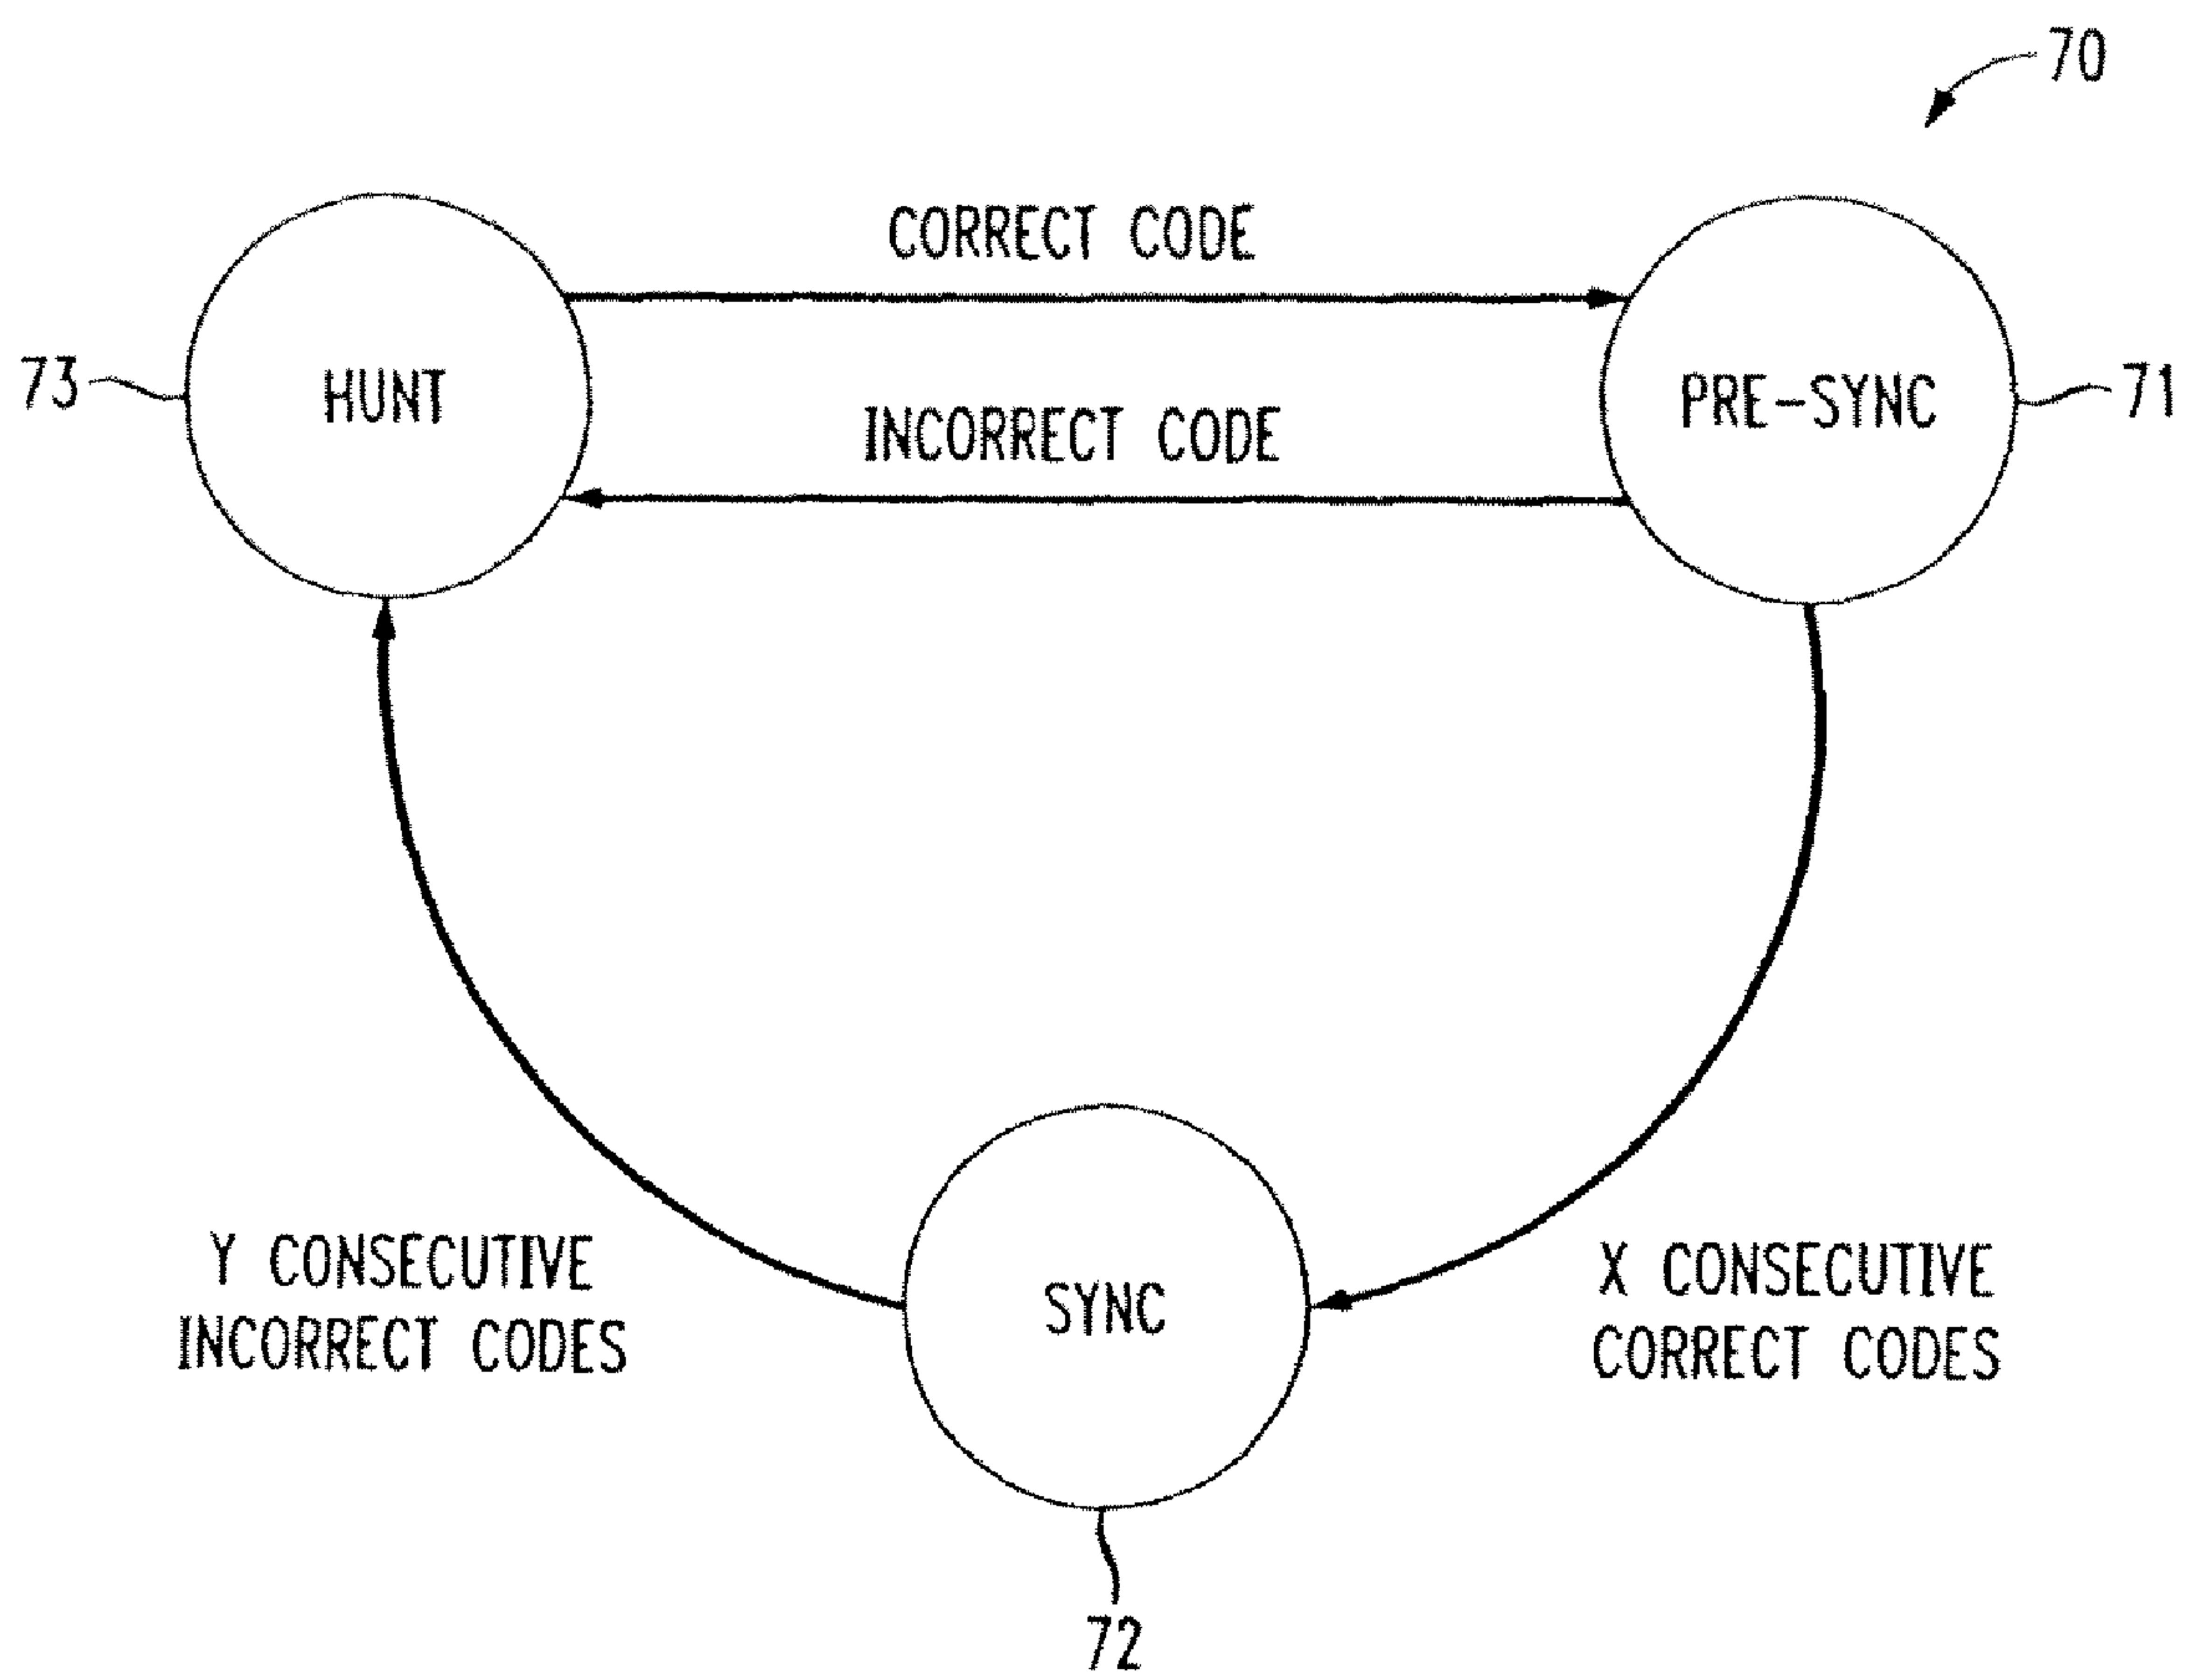 70
CORRECT CODE
73
HUNT
PRE-SYNC
71
INCORRECT CODE
Y CONSECUTIVE
INCORRECT CODES
SYNC
X CONSECUTIVE
CORRECT CODES
72